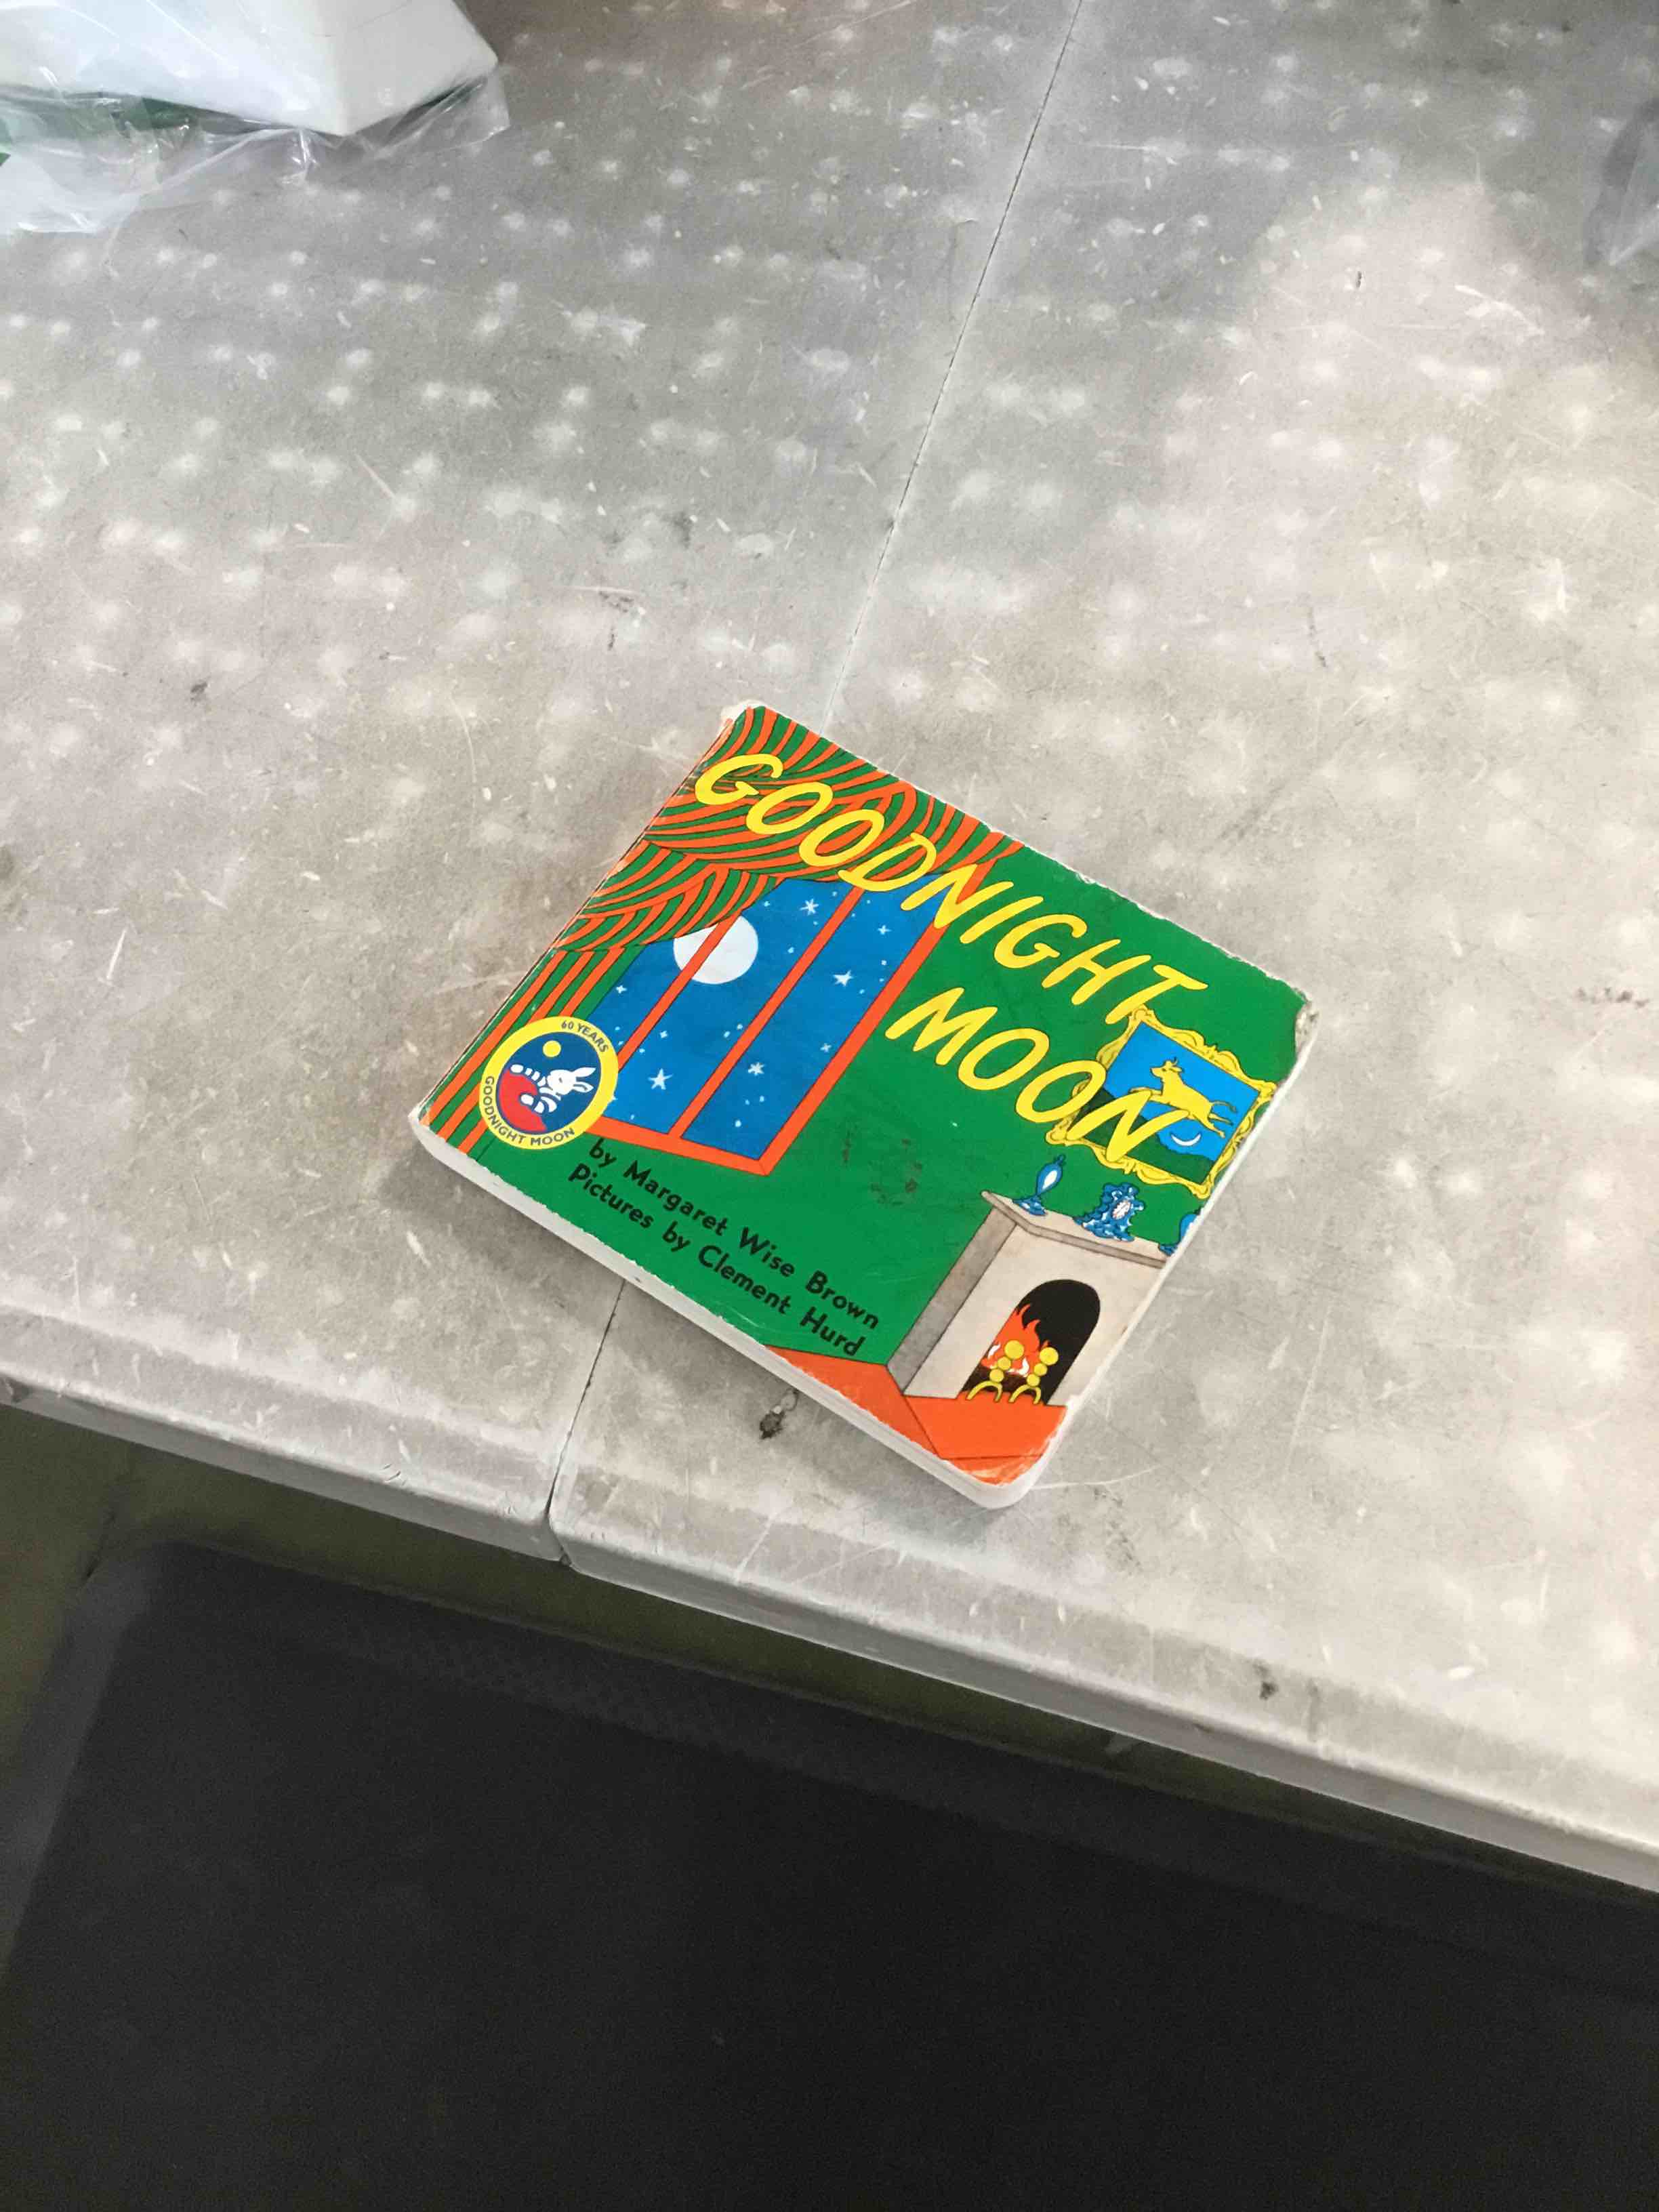 GOODNIGHT
MOON
60 YEARS
GOODNIGHT MOON
by Margaret Wise Brown
Pictures by Clement Hurd